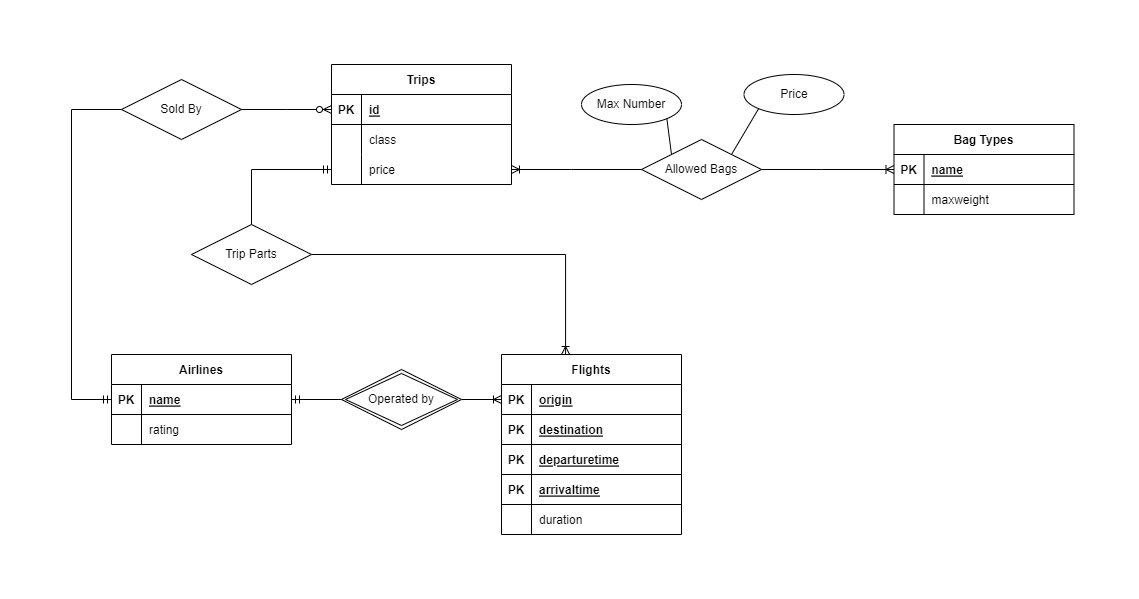 Trips
Sold By
PK id
class
price
Max Number
Price
Allowed Bags
Bag Types
PK name
maxweight
Trip Parts
Airlines
PK name
rating
Operated by
Flights
PK origin
PK destination
PK departuretime
PK arrivaltime
duration